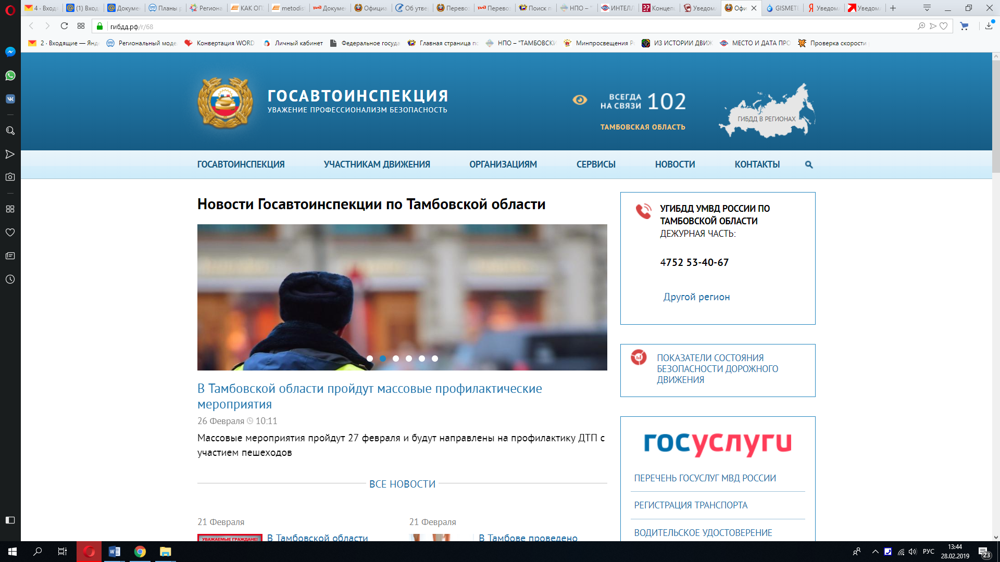 4 · Вход
(1) Вход
Докуме
Планы р
Региона
КАК ОП
metodis
Докуме
Официа
Об утве
Перево
Перево
Поиск п
НПО – "
ИНТЕЛЛ
Концеп
Уведом
Офи
GISMETE
Уведом
Уведом
гибдд.рф/r/68
2 · Входящие — Янд
Региональный моде
Конвертация WORD
Личный кабинет
Федеральное госуда
Главная страница по
НПО – "ТАМБОВСКИ
Минпросвещения Р
ИЗ ИСТОРИИ ДВИЖ
МЕСТО И ДАТА ПРО
Проверка скорости
ГОСАВТОИНСПЕКЦИЯ
УВАЖЕНИЕ ПРОФЕССИОНАЛИЗМ БЕЗОПАСНОСТЬ
ВСЕГДА
НА СВЯЗИ 102
ТАМБОВСКАЯ ОБЛАСТЬ
ГИБДД В РЕГИОНАХ
ГОСАВТОИНСПЕКЦИЯ
УЧАСТНИКАМ ДВИЖЕНИЯ
ОРГАНИЗАЦИЯМ
СЕРВИСЫ
НОВОСТИ
КОНТАКТЫ
Новости Госавтоинспекции по Тамбовской области
В Тамбовской области пройдут массовые профилактические
мероприятия
26 Февраля 10:11
Массовые мероприятия пройдут 27 февраля и будут направлены на профилактику ДТП с
участием пешеходов
ВСЕ НОВОСТИ
21 Февраля
УВАЖАЕМЫЕ ГРАЖДАНЕ!
В Тамбовской области
21 Февраля
В Тамбове проведено
УГИБДД УМВД РОССИИ ПО
ТАМБОВСКОЙ ОБЛАСТИ
ДЕЖУРНАЯ ЧАСТЬ:
4752 53-40-67
Другой регион
ПОКАЗАТЕЛИ СОСТОЯНИЯ
БЕЗОПАСНОСТИ ДОРОЖНОГО
ДВИЖЕНИЯ
госуслуги
ПЕРЕЧЕНЬ ГОСУСЛУГ МВД РОССИИ
РЕГИСТРАЦИЯ ТРАНСПОРТА
ВОДИТЕЛЬСКОЕ УДОСТОВЕРЕНИЕ
РУС
13:44
28.02.2019
23